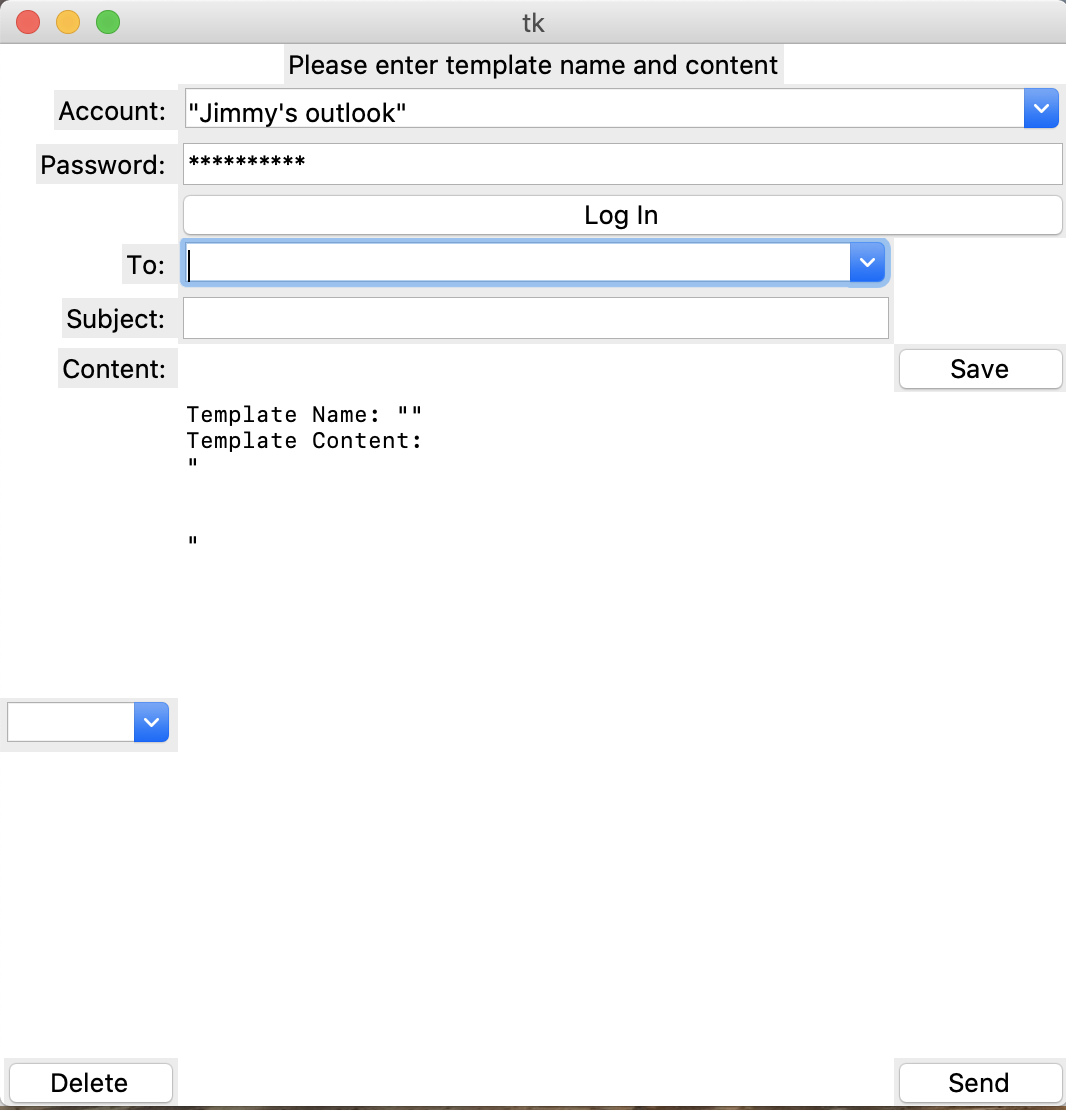 tk
Please enter template name and content
Account: "Jimmy's outlook"
Password: **********
Log In
To:
Subject:
Content: Save
Template Name: ""
Template Content:
"
"
Delete Send